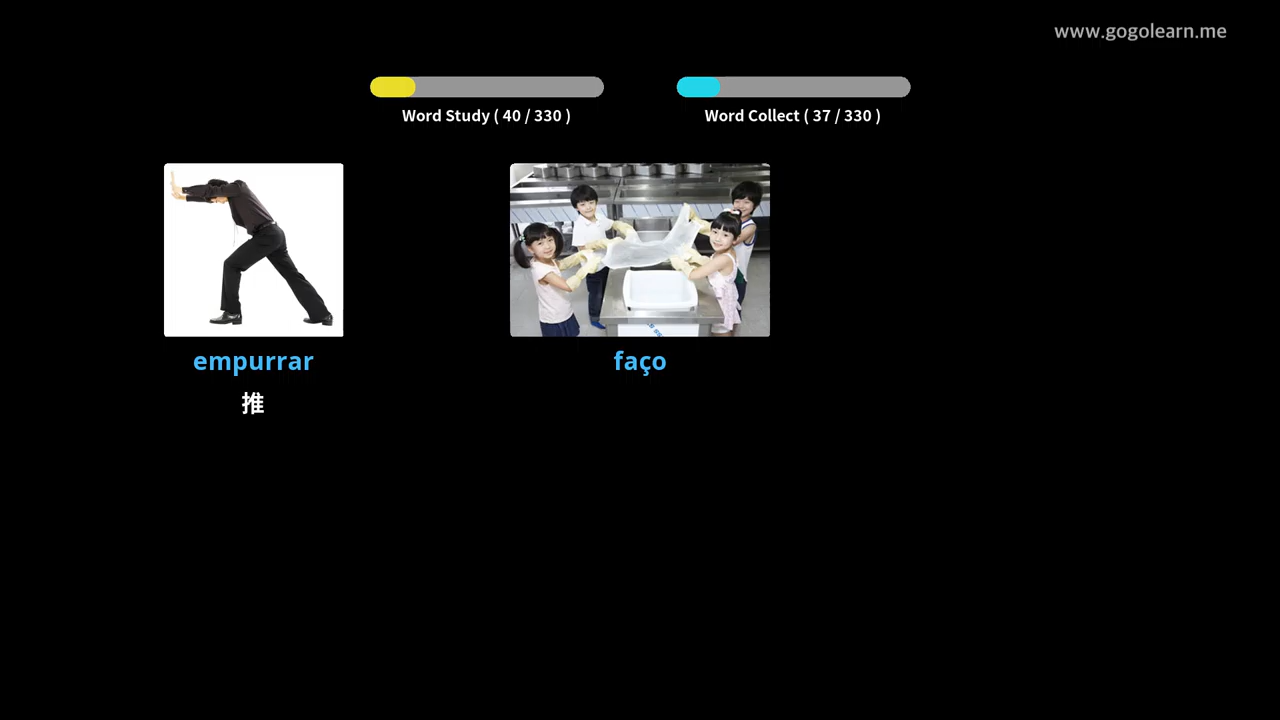 www.gogolearn.me
Word Study ( 40 / 330 )
Word Collect ( 37 / 330 )
empurrar
faço
推